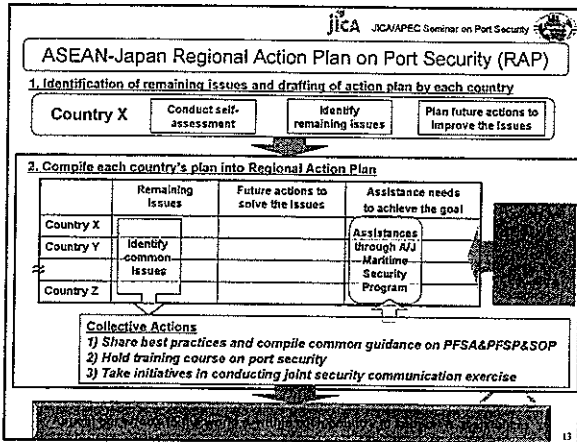 jICA JICA/APEC Seminar on Port Security
ASEAN-Japan Regional Action Plan on Port Security (RAP)
1. Identification of remaining issues and drafting of action plan by each country
Country X
Conduct self-
assessment
Identify
remaining issues
Plan future actions to
improve the issues
2. Compile each country's plan into Regional Action Plan
Remaining
Issues
Future actions to
solve the issues
Assistance needs
to achieve the goal
Country X
Country Y
Country Z
Identify
common
issues
Assistances
through A/J
Maritime
Security
Program
Collective Actions
1) Share best practices and compile common guidance on PFSA&PFSP&SOP
2) Hold training course on port security
3) Take initiatives in conducting joint security communication exercise
13